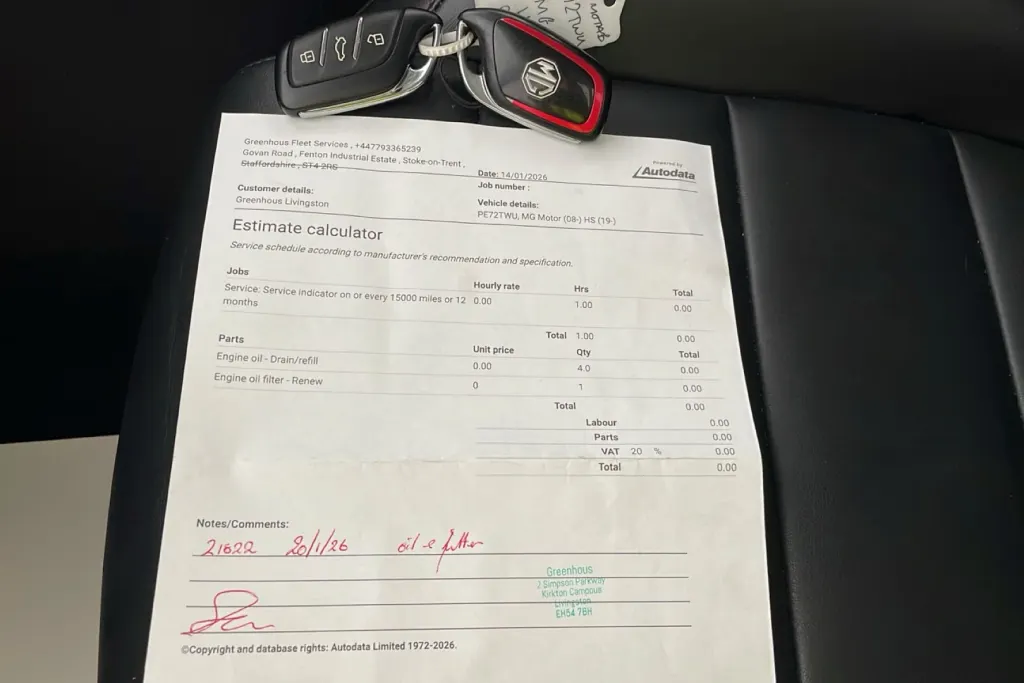 MOTAB
72TWU
MG
MG
Greenhous Fleet Services , +447793365239
Govan Road , Fenton Industrial Estate , Stoke-on-Trent ,
Staffordshire , ST4 2RS
Powered by
Autodata
Date: 14/01/2026
Job number :
Customer details:
Greenhous Livingston
Vehicle details:
PE72TWU, MG Motor (08-) HS (19-)
Estimate calculator
Service schedule according to manufacturer's recommendation and specification.
Jobs Hourly rate Hrs Total
Service: Service indicator on or every 15000 miles or 12 0.00 1.00 0.00
months
Total 1.00 0.00
Parts Unit price Qty Total
Engine oil - Drain/refill 0.00 4.0 0.00
Engine oil filter - Renew 0 1 0.00
Total 0.00
Labour 0.00
Parts 0.00
VAT 20 % 0.00
Total 0.00
Notes/Comments:
21622 20/1/26 oil e filter
Greenhous
J Simpson Parkway
Kirkton Campous
Livingston
EH54 7BH
©Copyright and database rights: Autodata Limited 1972-2026.